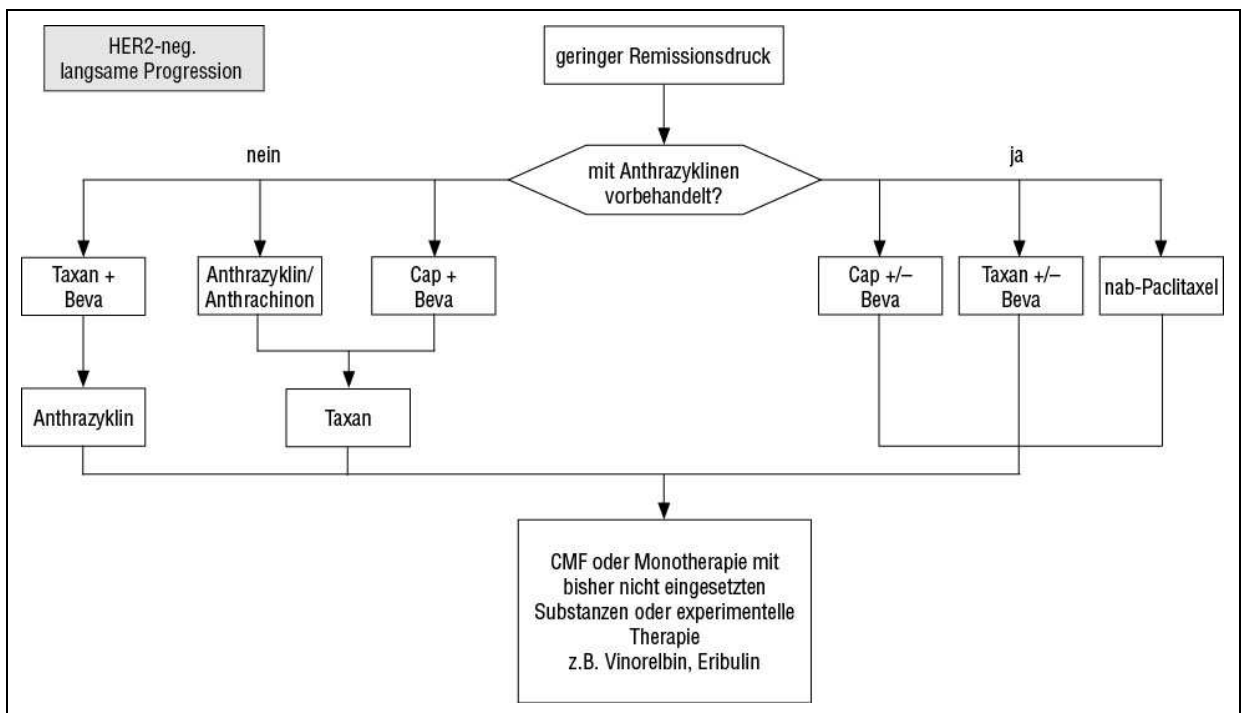 HER2-neg.
langsame Progression
geringer Remissionsdruck
nein
mit Anthrazyklinen
vorbehandelt?
ja
Taxan +
Beva
Anthrazyklin/
Anthrachinon
Cap +
Beva
Cap +/–
Beva
Taxan +/–
Beva
nab-Paclitaxel
Anthrazyklin
Taxan
CMF oder Monotherapie mit
bisher nicht eingesetzten
Substanzen oder experimentelle
Therapie
z.B. Vinorelbin, Eribulin